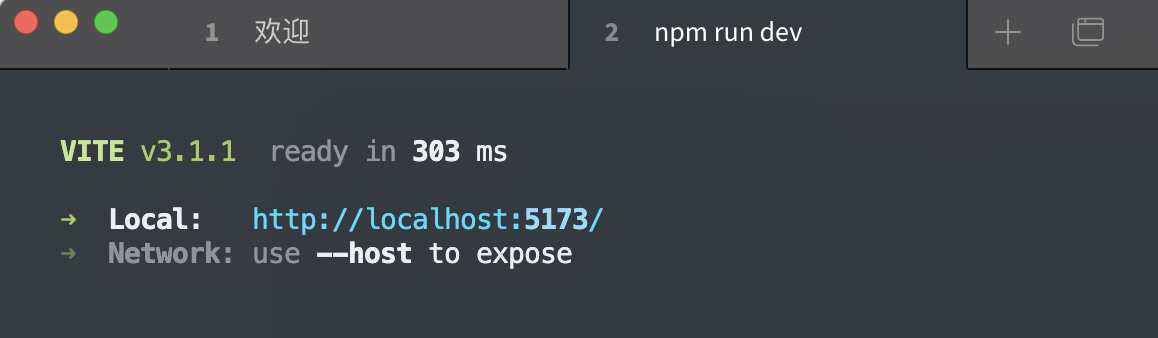 1 欢迎 2 npm run dev
VITE v3.1.1 ready in 303 ms
➜ Local: http://localhost:5173/
➜ Network: use --host to expose